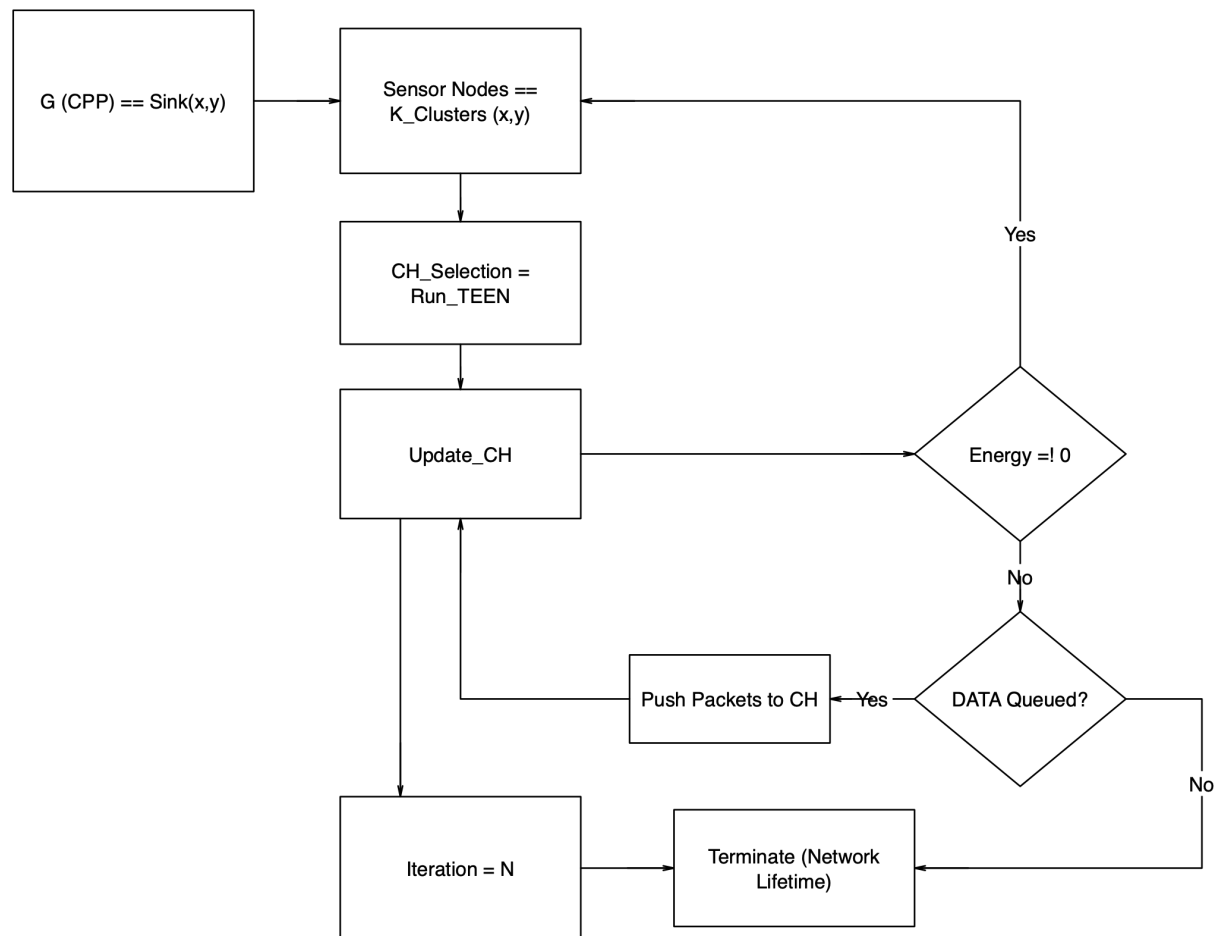 G (CPP) == Sink(x,y)
Sensor Nodes ==
K_Clusters (x,y)
Yes
CH_Selection =
Run_TEEN
Update_CH
Energy =! 0
No
Push Packets to CH
Yes
DATA Queued?
No
Iteration = N
Terminate (Network
Lifetime)